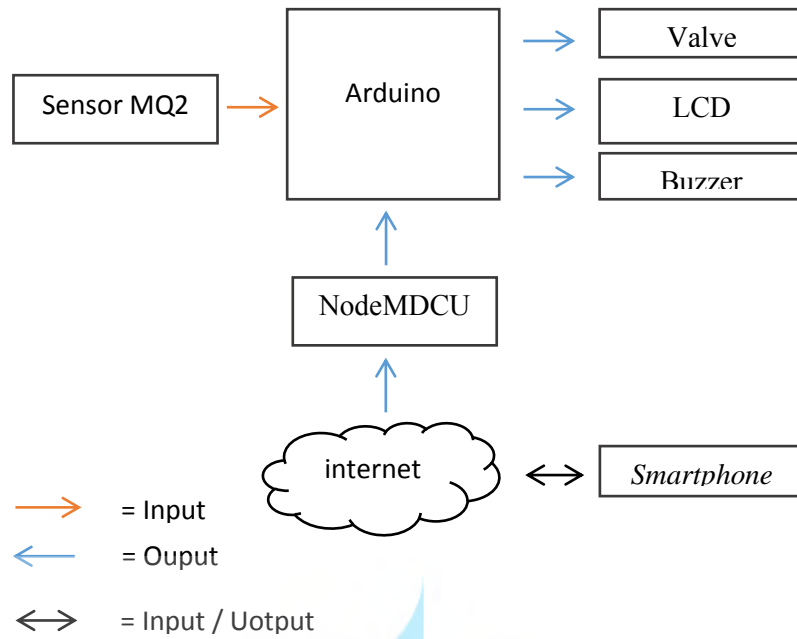 Valve
Sensor MQ2
Arduino
LCD
Buzzer
NodeMDCU
internet
Smartphone
= Input
= Ouput
= Input / Uotput